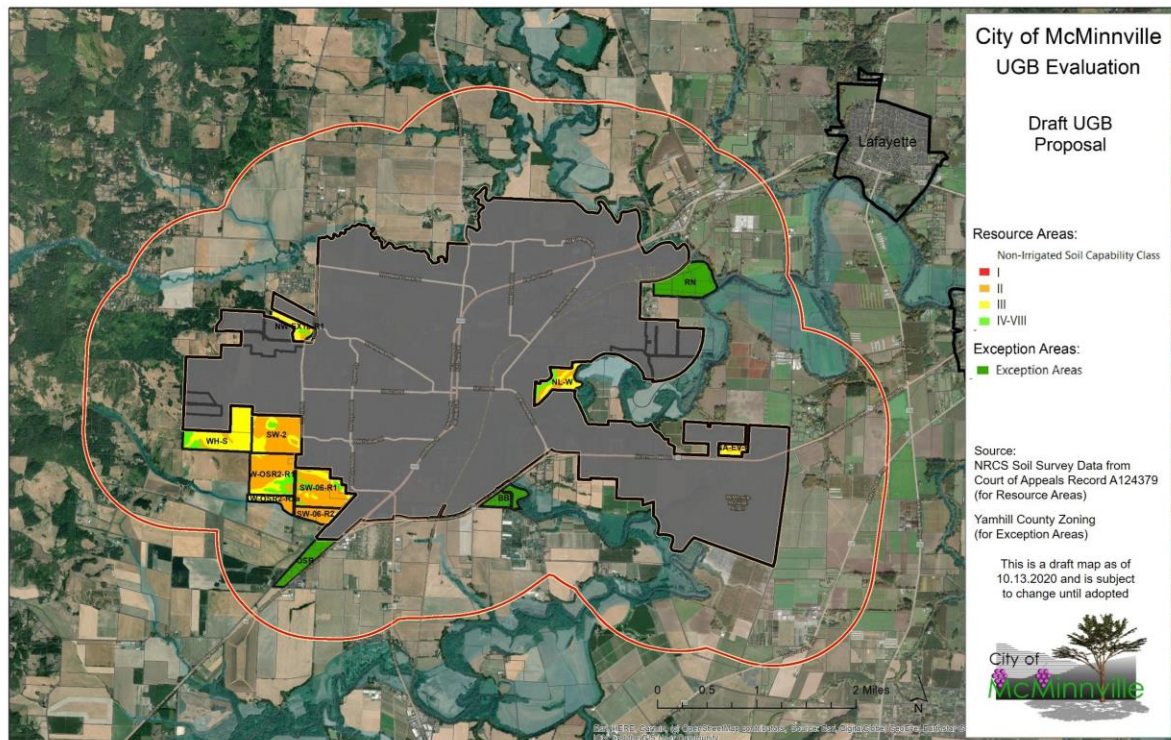 City of McMinnville
UGB Evaluation
Draft UGB
Proposal
Lafayette
Resource Areas:
Non-Irrigated Soil Capability Class
I
II
III
IV-VIII
Exception Areas:
Exception Areas
RN
NL-W
WH-S
SW-2
SW-06-R1
SW-06-R2
BB
Source:
NRCS Soil Survey Data from
Court of Appeals Record A124379
(for Resource Areas)
Yamhill County Zoning
(for Exception Areas)
This is a draft map as of
10.13.2020 and is subject
to change until adopted
0 0.5 1 2 Miles
N
City of
McMinnville